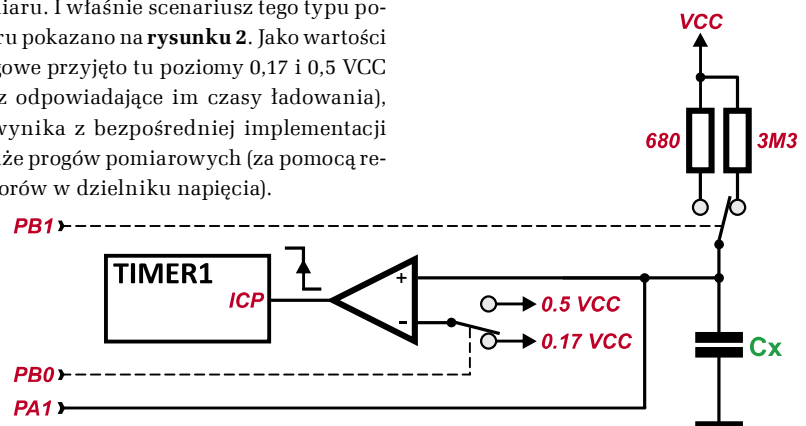 miaru. I właśnie scenariusz tego typu po-
ru pokazano na rysunku 2. Jako wartości
gowe przyjęto tu poziomy 0,17 i 0,5 VCC
z odpowiadające im czasy ładowania),
wynika z bezpośredniej implementacji
że progów pomiarowych (za pomocą re-
orów w dzielniku napięcia).
VCC
680
3M3
PB1
TIMER1
ICP
+
-
0.5 VCC
0.17 VCC
Cx
PB0
PA1